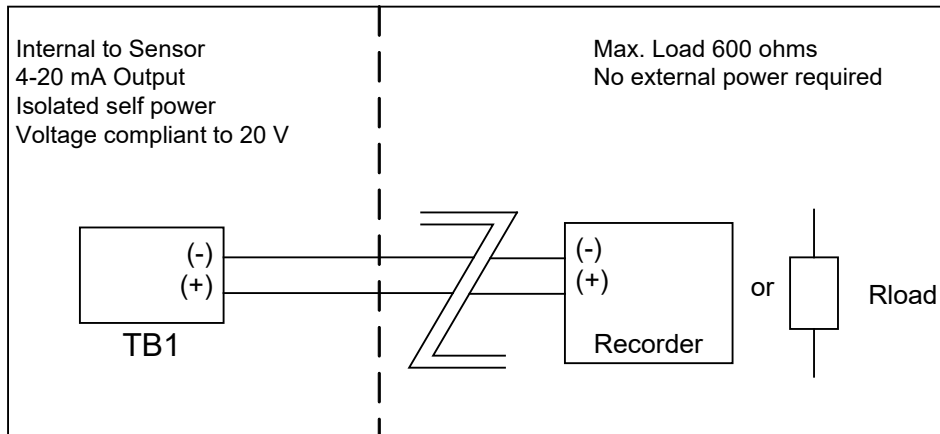 Internal to Sensor
4-20 mA Output
Isolated self power
Voltage compliant to 20 V
Max. Load 600 ohms
No external power required
(-)
(+)
TB1
(-)
(+)
Recorder
or
Rload